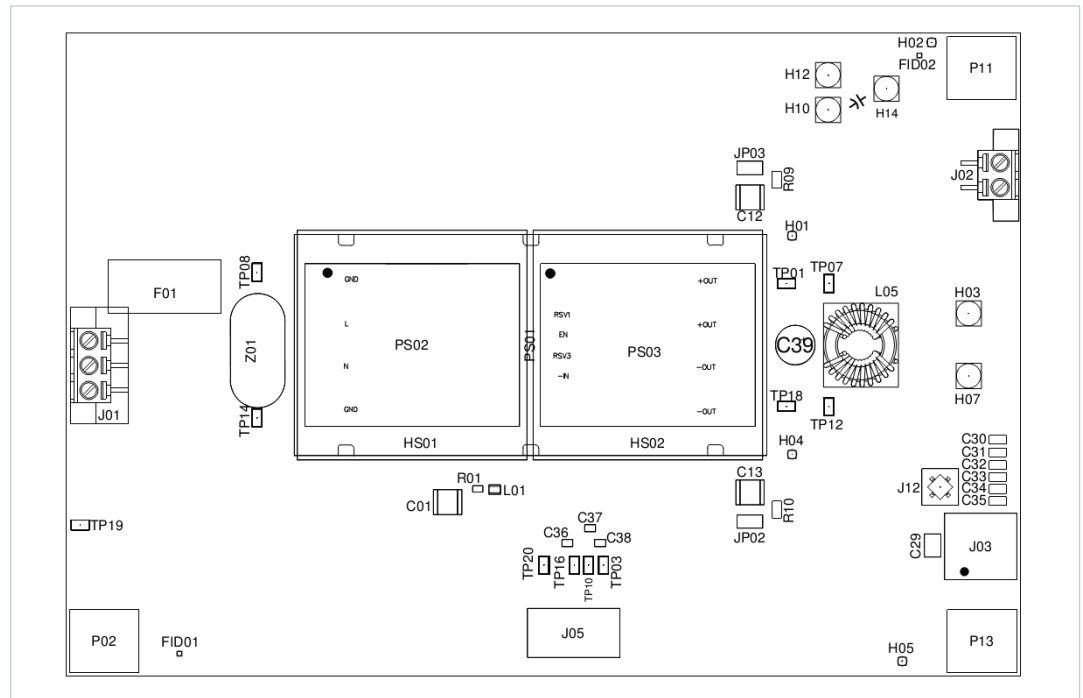 H02
FID02
P11
H12
H10
H14
JP03
R09
J02
C12
H01
TP08
F01
TP01
TP07
L05
H03
GND
+OUT
RSV1
L
+OUT
EN
Z01
PS02
PS01
RSV3
PS03
C39
N
-OUT
-IN
J01
TP14
GND
-OUT
TP18
TP12
H07
HS01
HS02
H04
C30
C31
C32
C33
C34
C35
R01
L01
C01
C13
J12
R10
JP02
TP19
C37
C36
C38
C29
J03
TP20
TP16
TP10
TP03
P02
FID01
J05
H05
P13